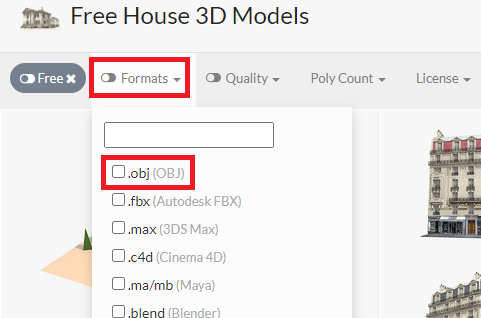 Free House 3D Models
Free ✖ Formats Quality Poly Count License
.obj (OBJ)
.fbx (Autodesk FBX)
.max (3DS Max)
.c4d (Cinema 4D)
.ma/mb (Maya)
.blend (Blender)